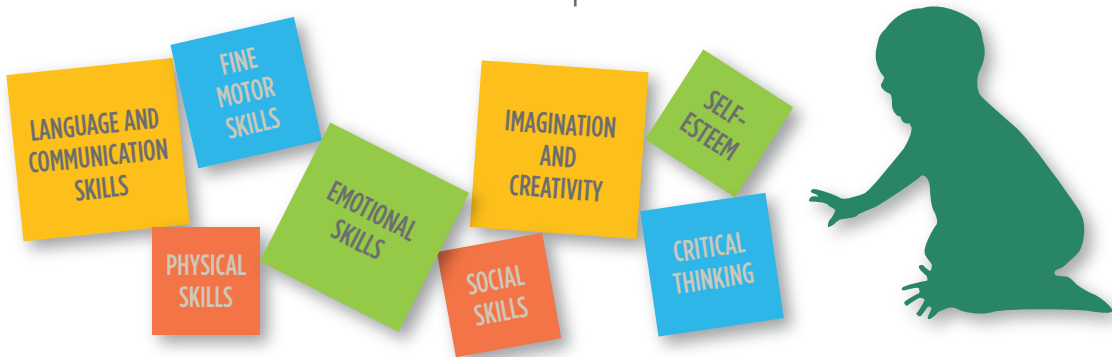 LANGUAGE AND
COMMUNICATION
SKILLS
FINE
MOTOR
SKILLS
PHYSICAL
SKILLS
EMOTIONAL
SKILLS
SOCIAL
SKILLS
IMAGINATION
AND
CREATIVITY
SELF-
ESTEEM
CRITICAL
THINKING